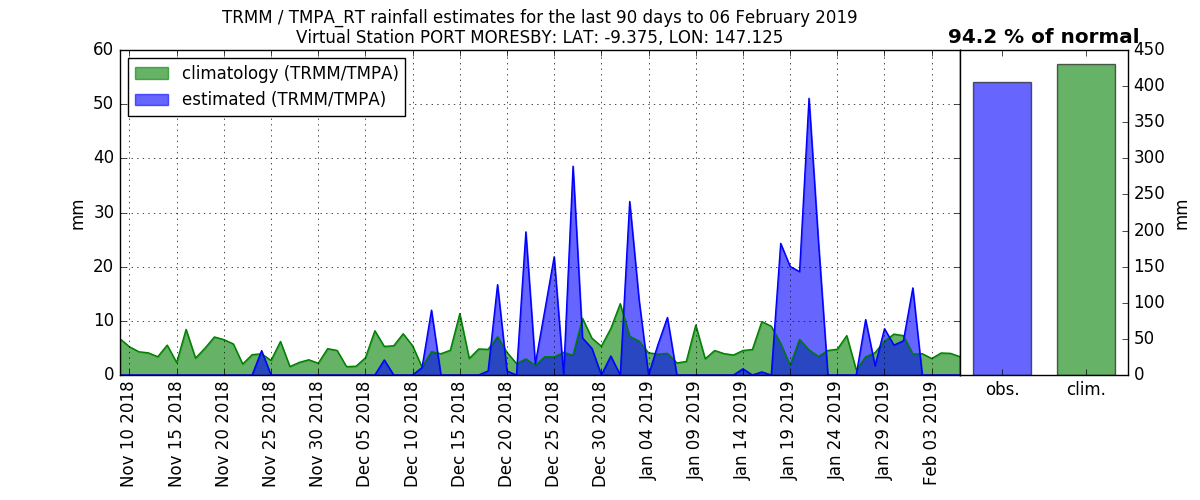 TRMM / TMPA_RT rainfall estimates for the last 90 days to 06 February 2019
Virtual Station PORT MORESBY: LAT: -9.375, LON: 147.125
94.2 % of normal
climatology (TRMM/TMPA)
estimated (TRMM/TMPA)
60
50
40
30
20
10
0
mm
Nov 10 2018
Nov 15 2018
Nov 20 2018
Nov 25 2018
Nov 30 2018
Dec 05 2018
Dec 10 2018
Dec 15 2018
Dec 20 2018
Dec 25 2018
Dec 30 2018
Jan 04 2019
Jan 09 2019
Jan 14 2019
Jan 19 2019
Jan 24 2019
Jan 29 2019
Feb 03 2019
450
400
350
300
250
200
150
100
50
0
mm
obs.
clim.